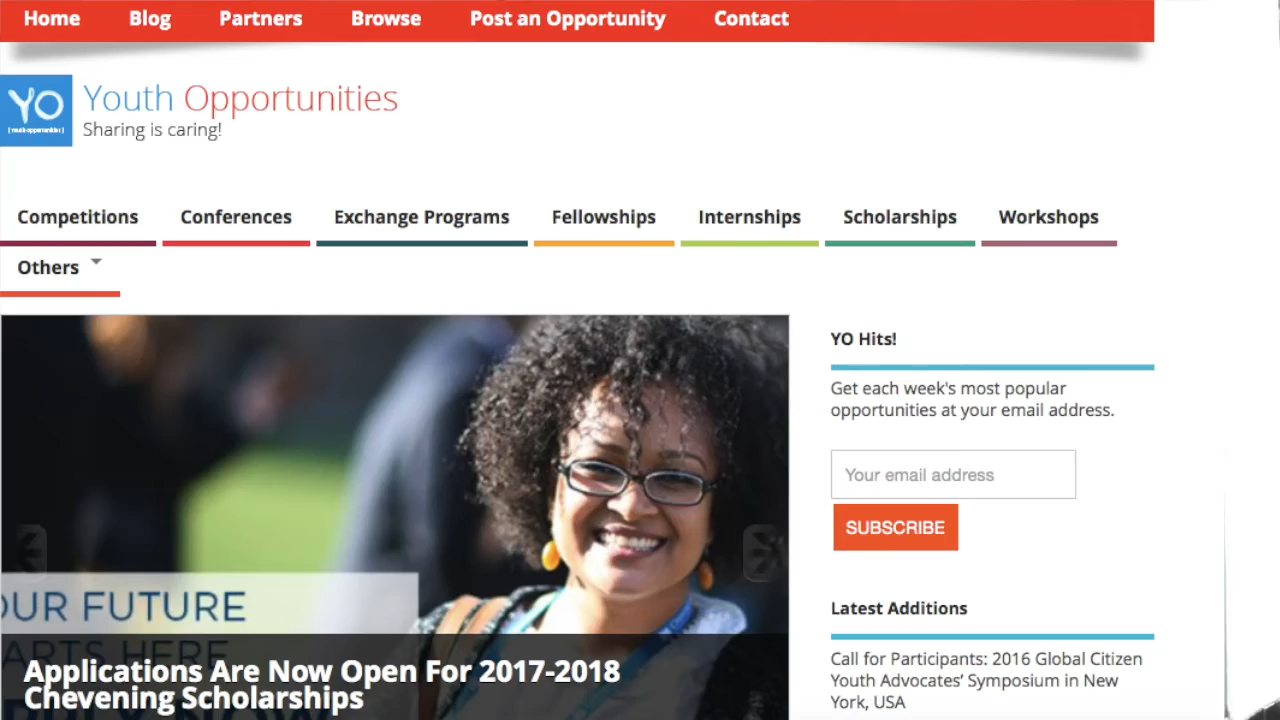 Home Blog Partners Browse Post an Opportunity Contact
YO
Youth Opportunities
Sharing is caring!
Competitions Conferences Exchange Programs Fellowships Internships Scholarships Workshops
Others
YO Hits!
Get each week's most popular
opportunities at your email address.
Your email address
SUBSCRIBE
OUR FUTURE
ARTS HERE
Applications Are Now Open For 2017-2018
Chevening Scholarships
Latest Additions
Call for Participants: 2016 Global Citizen
Youth Advocates’ Symposium in New
York, USA